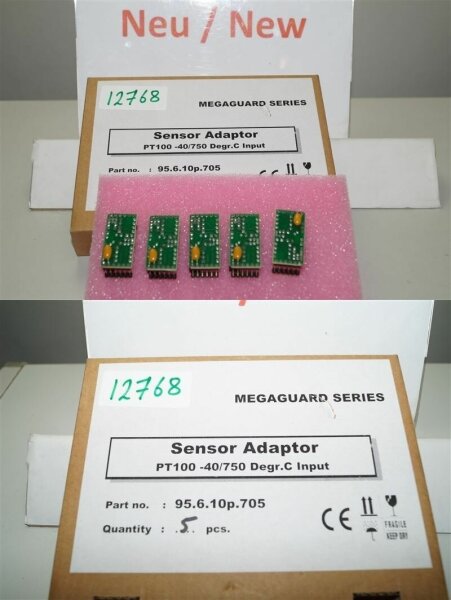 Neu / New
12768
MEGAGUARD SERIES
Sensor Adaptor
PT100 -40/750 Degr.C Input
Part no. : 95.6.10p.705
CE
12768
MEGAGUARD SERIES
Sensor Adaptor
PT100 -40/750 Degr.C Input
Part no. : 95.6.10p.705
Quantity : 5 pcs.
CE
FRAGILE
KEEP DRY